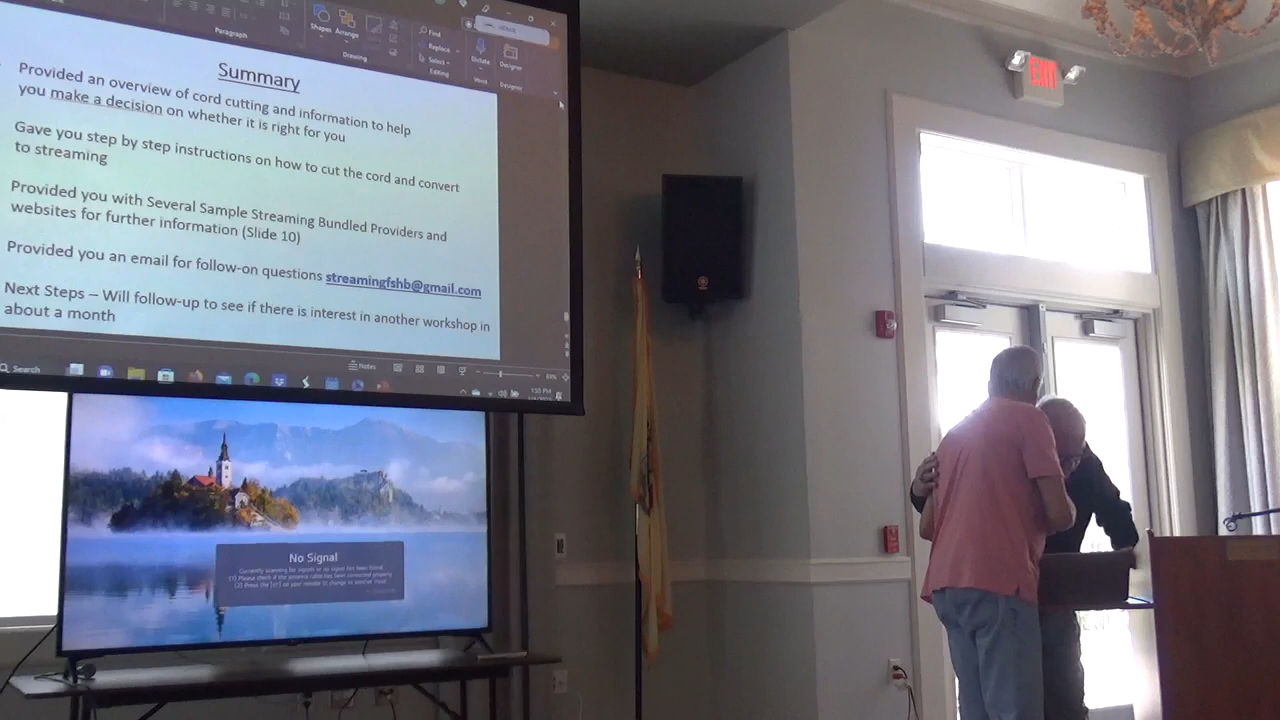 Paragraph
Shapes
Arrange
Drawing
Find
Replace
Select
Editing
Dictate
Voice
Designer
Designer
Summary
Provided an overview of cord cutting and information to help
you make a decision on whether it is right for you
Gave you step by step instructions on how to cut the cord and convert
to streaming
Provided you with Several Sample Streaming Bundled Providers and
websites for further information (Slide 10)
Provided you an email for follow-on questions streamingfshb@gmail.com
Next Steps – Will follow-up to see if there is interest in another workshop in
about a month
Search
Notes
1:50 PM
EXIT
No Signal